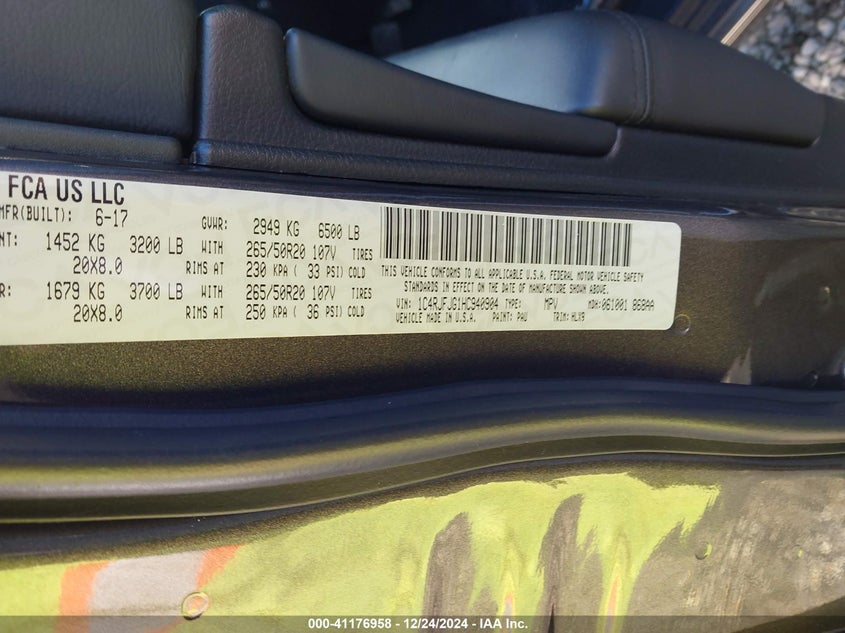 FCA US LLC
MFR(BUILT): 6-17 GVWR: 2949 KG 6500 LB
NT: 1452 KG 3200 LB WITH 265/50R20 107V TIRES
20X8.0 RIMS AT 230 KPA ( 33 PSI) COLD
R: 1679 KG 3700 LB WITH 265/50R20 107V TIRES
20X8.0 RIMS AT 250 KPA ( 36 PSI) COLD
THIS VEHICLE CONFORMS TO ALL APPLICABLE U.S.A. FEDERAL MOTOR VEHICLE SAFETY
STANDARDS IN EFFECT ON THE DATE OF MANUFACTURE SHOWN ABOVE.
VIN: 1C4RJFJG1HC940904 TYPE: MPV MDH: 061001 868AA
VEHICLE MADE IN U.S.A. PAINT: PAU TRIM: HLX9
000-41176958 – 12/24/2024 – IAA Inc.